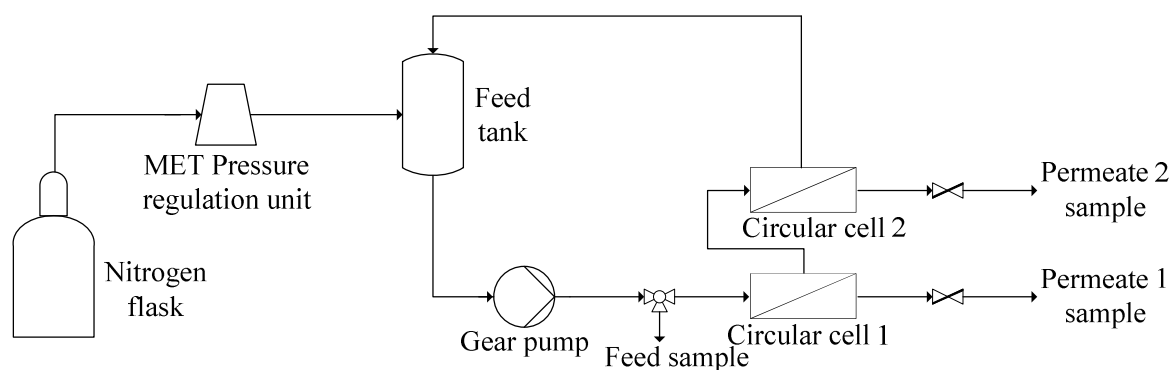 Feed
tank
MET Pressure
regulation unit
Permeate 2
sample
Circular cell 2
Nitrogen
flask
Permeate 1
sample
Gear pump
Feed sample
Circular cell 1